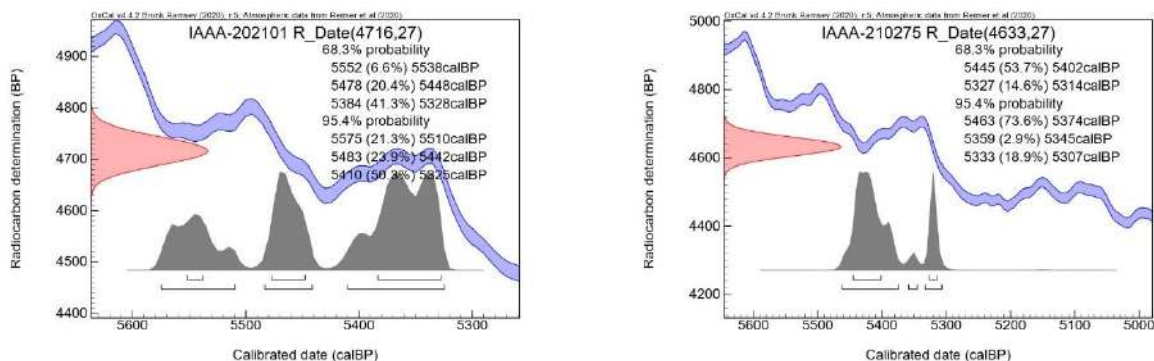 OxCal v4.4.2 Bronk Ramsey (2020); r:5; Atmospheric data from Reimer et al (2020)
IAAA-202101 R_Date(4716,27)
68.3% probability
5552 (6.6%) 5538calBP
5478 (20.4%) 5448calBP
5384 (41.3%) 5328calBP
95.4% probability
5575 (21.3%) 5510calBP
5483 (23.9%) 5442calBP
5410 (50.3%) 5325calBP
Radiocarbon determination (BP)
4900
4800
4700
4600
4500
4400
5600
5500
5400
5300
Calibrated date (calBP)
OxCal v4.4.2 Bronk Ramsey (2020); r:5; Atmospheric data from Reimer et al (2020)
IAAA-210275 R_Date(4633,27)
68.3% probability
5445 (53.7%) 5402calBP
5327 (14.6%) 5314calBP
95.4% probability
5463 (73.6%) 5374calBP
5359 (2.9%) 5345calBP
5333 (18.9%) 5307calBP
Radiocarbon determination (BP)
5000
4800
4600
4400
4200
5600
5500
5400
5300
5200
5100
5000
Calibrated date (calBP)